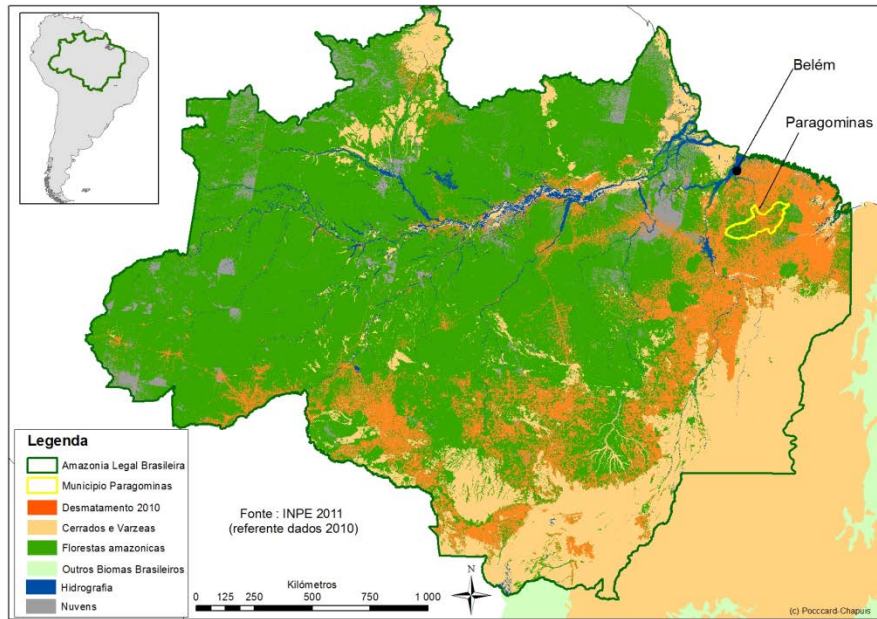 Belém
Paragominas
Legenda
Amazonia Legal Brasileira
Municipio Paragominas
Desmatamento 2010
Cerrados e Varzeas
Florestas amazonicas
Outros Biomas Brasileiros
Hidrografia
Nuvens
Fonte : INPE 2011
(referente dados 2010)
Kilómetros
0 125 250 500 750 1 000
N
(c) Pocccard-Chapuis